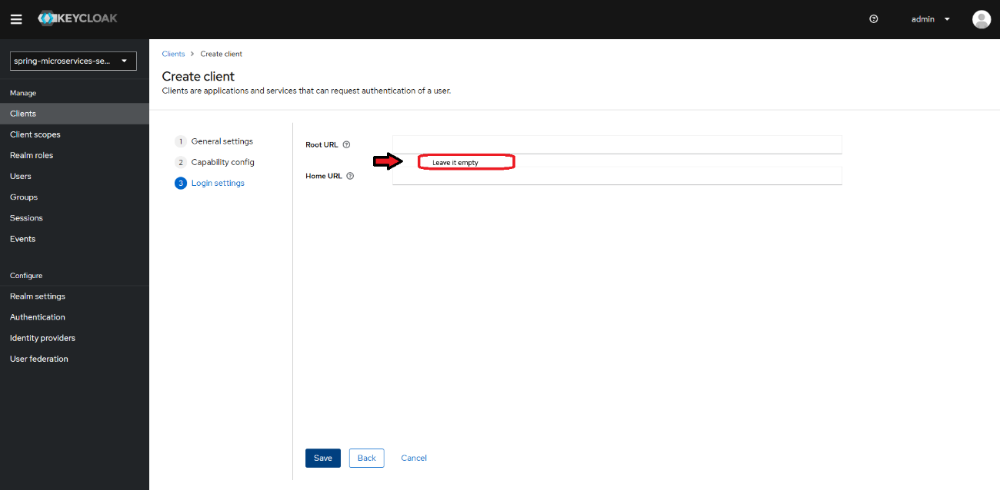 KEYCLOAK
admin
spring-microservices-se...
Manage
Clients
Client scopes
Realm roles
Users
Groups
Sessions
Events
Configure
Realm settings
Authentication
Identity providers
User federation
Clients > Create client
Create client
Clients are applications and services that can request authentication of a user.
1 General settings
2 Capability config
3 Login settings
Root URL
Leave it empty
Home URL
Save Back Cancel